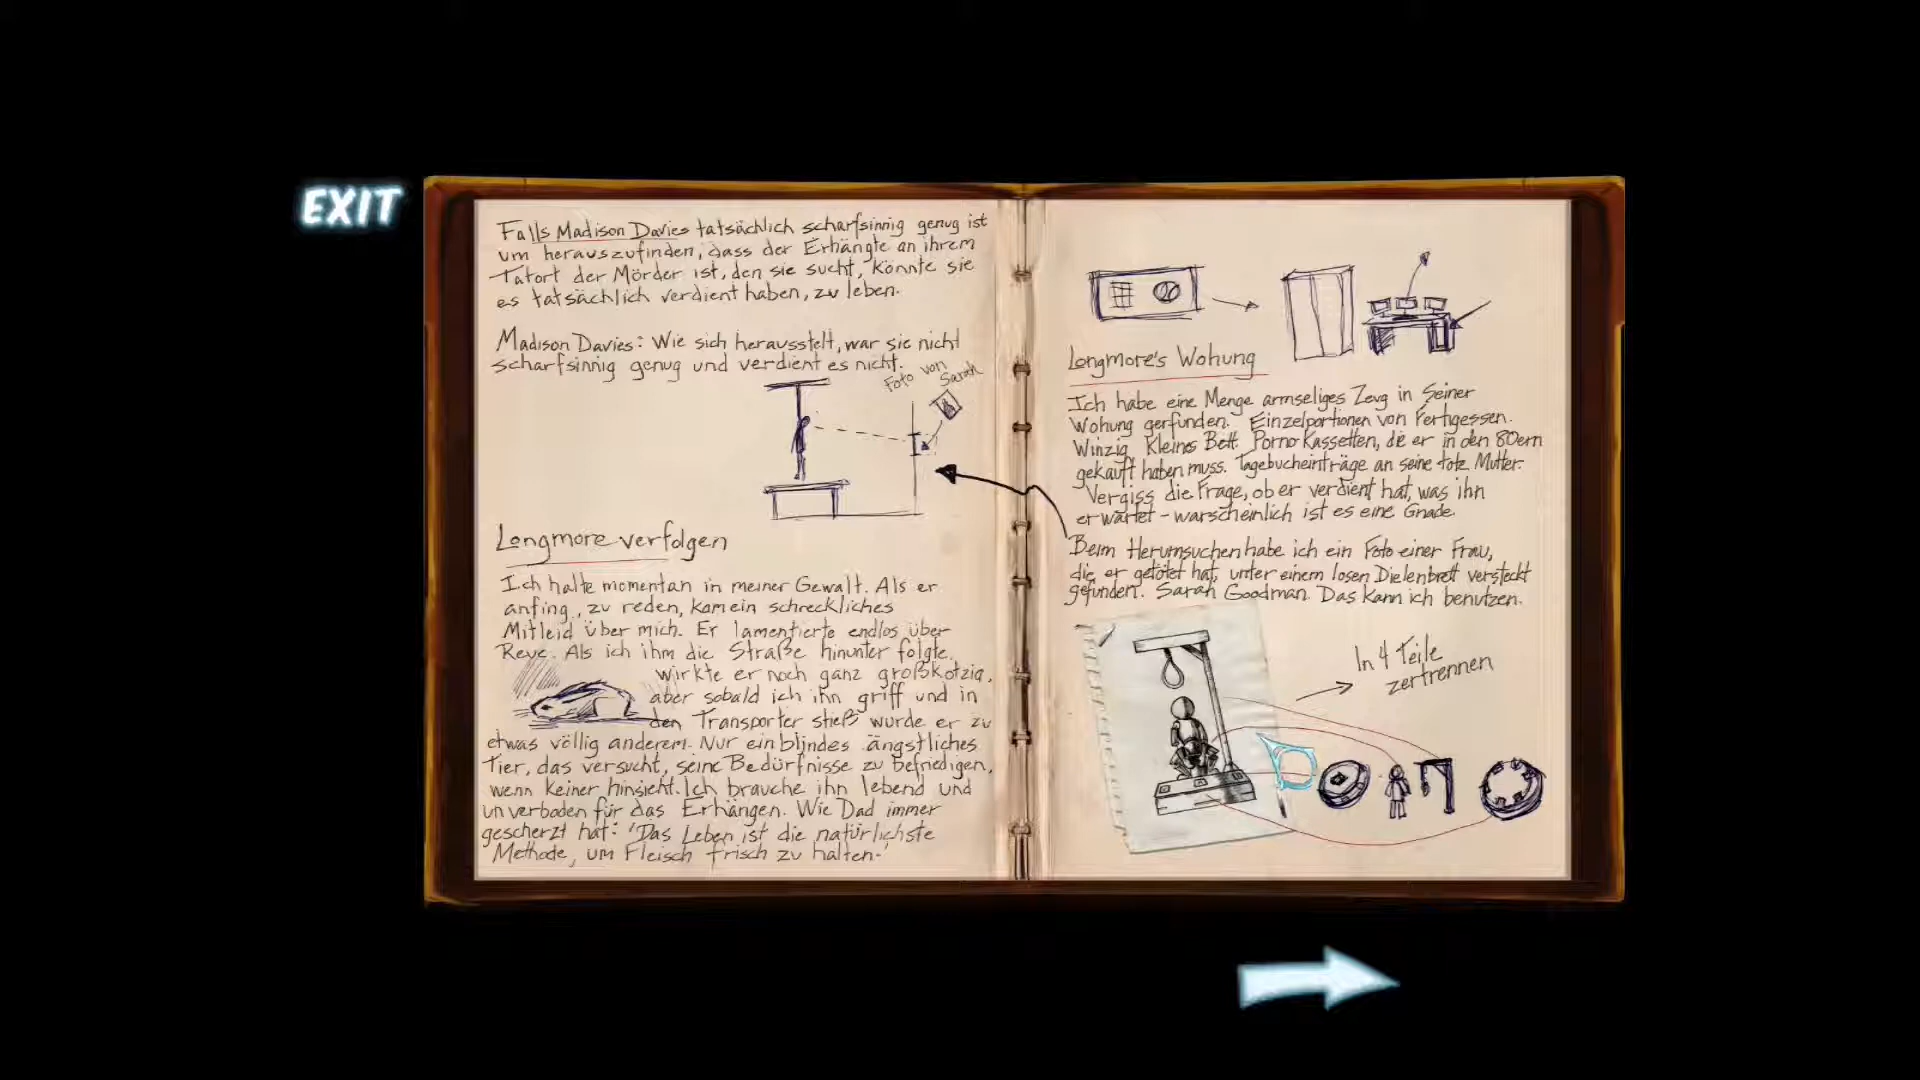 EXIT
Falls Madison Davies tatsächlich scharfsinnig genug ist
um herauszufinden, dass der Erhängte an ihrem
Tatort der Mörder ist, den sie sucht, könnte sie
es tatsächlich verdient haben, zu leben.
Madison Davies: Wie sich herausstellt, war sie nicht
scharfsinnig genug und verdient es nicht.
Foto von
Sarah
Longmore verfolgen
Ich halte momentan in meiner Gewalt. Als er
anfing, zu reden, kam ein schreckliches
Mitleid über mich. Er lamentierte endlos über
Reue. Als ich ihm die Straße hinunter folgte,
wirkte er noch ganz großkotzig,
aber sobald ich ihn griff und in
den Transporter stieß wurde er zu
etwas völlig anderem. Nur ein blindes ängstliches
Tier, das versucht, seine Bedürfnisse zu befriedigen,
wenn keiner hinsieht. Ich brauche ihn lebend und
unverboden für das Erhängen. Wie Dad immer
gescherzt hat: 'Das Leben ist die natürlichste
Methode, um Fleisch frisch zu halten.'
Longmore's Wohung
Ich habe eine Menge armseliges Zeug in seiner
Wohung gerfunden. Einzelportionen von Fertigessen.
Winzig kleines Bett. Porno Kassetten, die er in den 80ern
gekauft haben muss. Tagebucheinträge an seine tote Mutter.
Vergiss die Frage, ob er verdient hat, was ihn
erwartet - warscheinlich ist es eine Gnade.
Beim Herumsuchen habe ich ein Foto einer Frau,
die er getötet hat, unter einem losen Dielenbrett versteckt
gefunden. Sarah Goodman. Das kann ich benutzen.
In 4 Teile
zertrennen